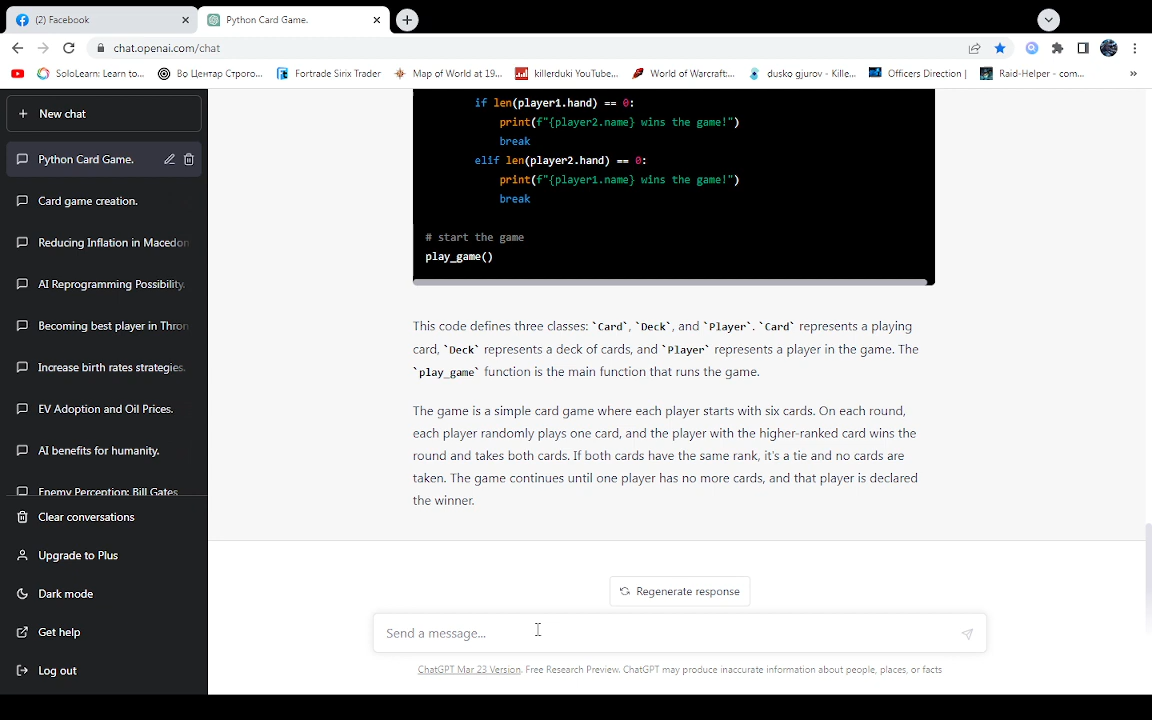 (2) Facebook
Python Card Game.
chat.openai.com/chat
SoloLearn: Learn to...
Во Центар Строго...
Fortrade Sirix Trader
Map of World at 19...
killerduki YouTube...
World of Warcraft:...
dusko gjurov - Kille...
Officers Direction |
Raid-Helper - com...
»
+ New chat
Python Card Game.
Card game creation.
Reducing Inflation in Macedon
AI Reprogramming Possibility.
Becoming best player in Thron
Increase birth rates strategies.
EV Adoption and Oil Prices.
AI benefits for humanity.
Enemy Perception: Bill Gates
Clear conversations
Upgrade to Plus
Dark mode
Get help
Log out
if len(player1.hand) == 0:
print(f"{player2.name} wins the game!")
break
elif len(player2.hand) == 0:
print(f"{player1.name} wins the game!")
break
# start the game
play_game()
This code defines three classes: `Card`, `Deck`, and `Player`. `Card` represents a playing
card, `Deck` represents a deck of cards, and `Player` represents a player in the game. The
`play_game` function is the main function that runs the game.
The game is a simple card game where each player starts with six cards. On each round,
each player randomly plays one card, and the player with the higher-ranked card wins the
round and takes both cards. If both cards have the same rank, it's a tie and no cards are
taken. The game continues until one player has no more cards, and that player is declared
the winner.
Regenerate response
Send a message...
ChatGPT Mar 23 Version. Free Research Preview. ChatGPT may produce inaccurate information about people, places, or facts